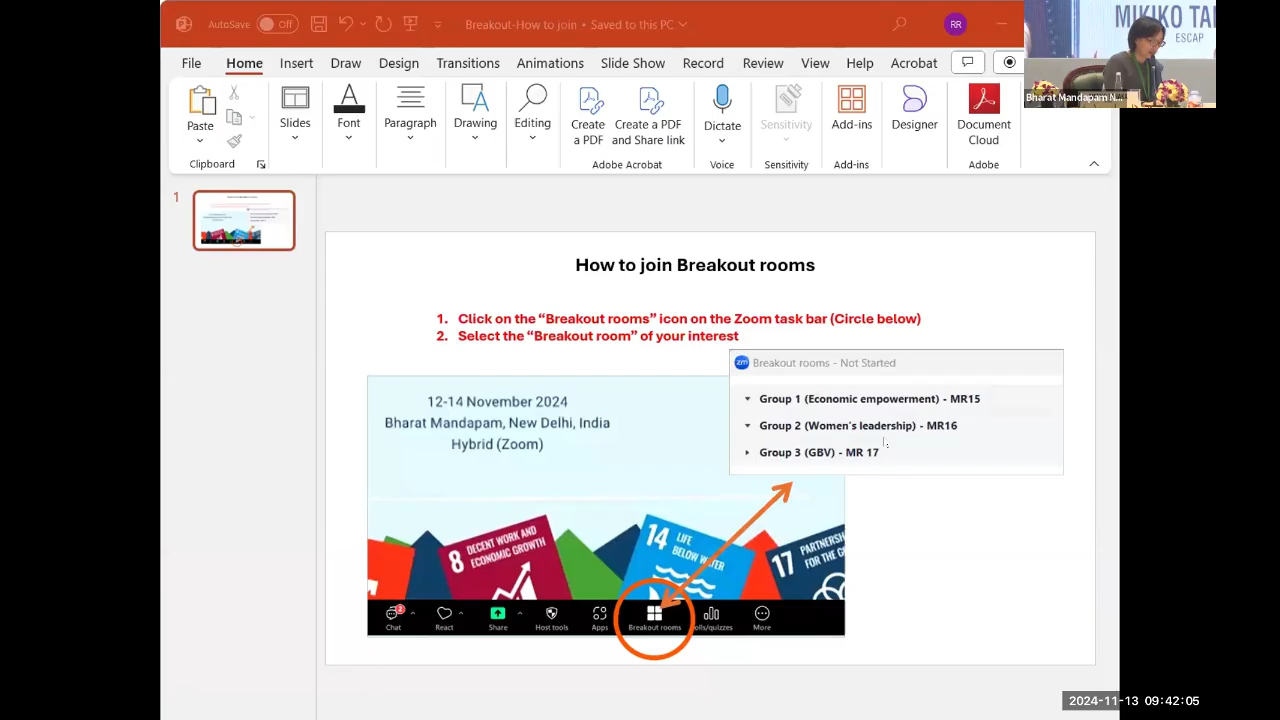 AutoSave Off
Breakout-How to join • Saved to this PC
RR
MIKIKO TA
ESCAP
Bharat Mandapam N...
File Home Insert Draw Design Transitions Animations Slide Show Record Review View Help Acrobat
Paste
Slides
Font
Paragraph
Drawing
Editing
Create a PDF
Create a PDF and Share link
Dictate
Sensitivity
Add-ins
Designer
Document Cloud
Clipboard
Adobe Acrobat
Voice
Sensitivity
Add-ins
Adobe
1
How to join Breakout rooms
1. Click on the “Breakout rooms” icon on the Zoom task bar (Circle below)
2. Select the “Breakout room” of your interest
zm Breakout rooms - Not Started
Group 1 (Economic empowerment) - MR15
Group 2 (Women's leadership) - MR16
Group 3 (GBV) - MR 17
12-14 November 2024
Bharat Mandapam, New Delhi, India
Hybrid (Zoom)
8 DECENT WORK AND
ECONOMIC GROWTH
14 LIFE
BELOW WATER
17 PARTNERSH
FOR THE G
2
Chat
React
Share
Host tools
Apps
Breakout rooms
olls/quizzes
More
2024-11-13 09:42:05